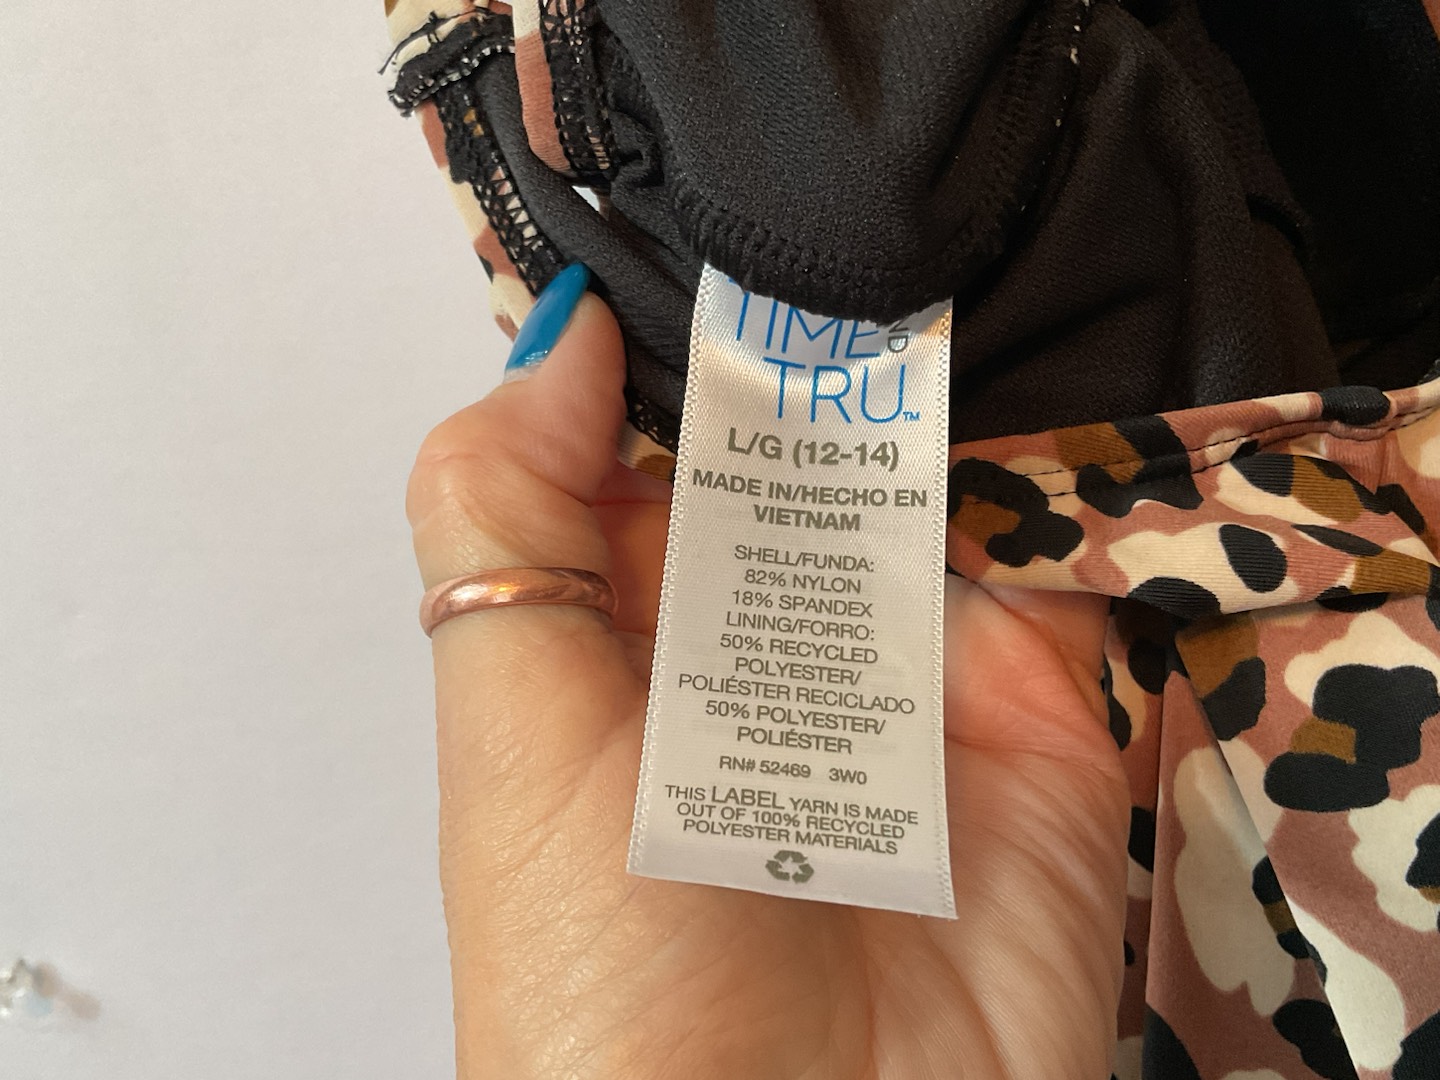 TIME AND
TRU™
L/G (12-14)
MADE IN/HECHO EN
VIETNAM
SHELL/FUNDA:
82% NYLON
18% SPANDEX
LINING/FORRO:
50% RECYCLED
POLYESTER/
POLIÉSTER RECICLADO
50% POLYESTER/
POLIÉSTER
RN# 52469 3W0
THIS LABEL YARN IS MADE
OUT OF 100% RECYCLED
POLYESTER MATERIALS